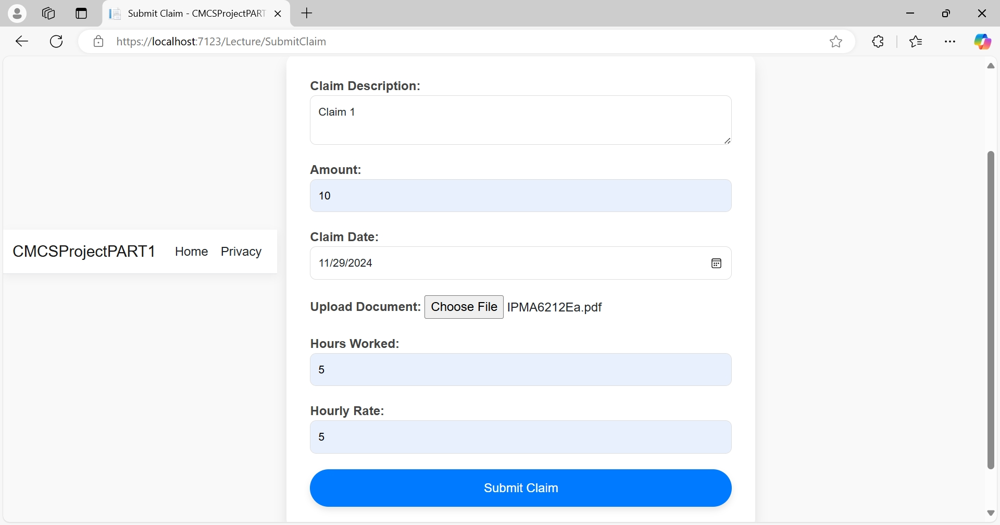 Submit Claim - CMCSProjectPART
https://localhost:7123/Lecture/SubmitClaim
CMCSProjectPART1 Home Privacy
Claim Description:
Claim 1
Amount:
10
Claim Date:
11/29/2024
Upload Document: Choose File IPMA6212Ea.pdf
Hours Worked:
5
Hourly Rate:
5
Submit Claim